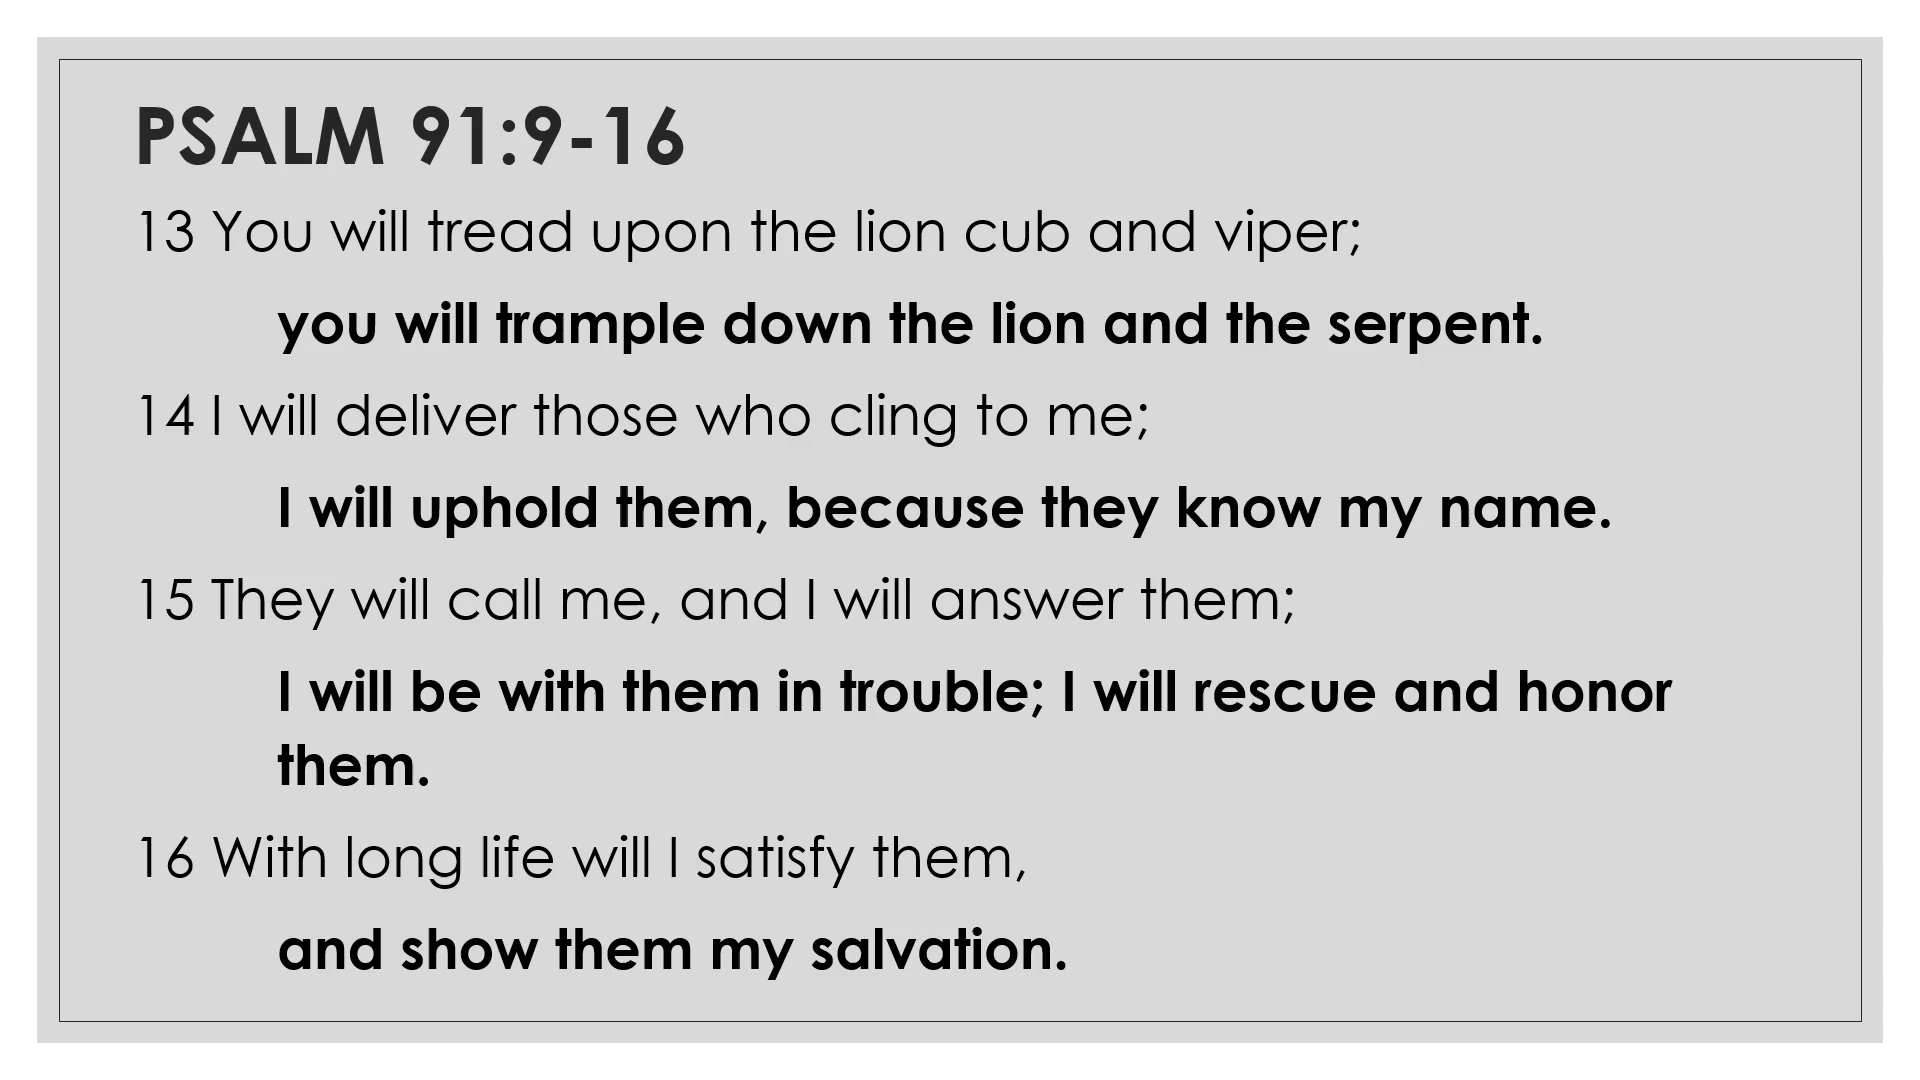 PSALM 91:9-16
13 You will tread upon the lion cub and viper;
you will trample down the lion and the serpent.
14 I will deliver those who cling to me;
I will uphold them, because they know my name.
15 They will call me, and I will answer them;
I will be with them in trouble; I will rescue and honor
them.
16 With long life will I satisfy them,
and show them my salvation.